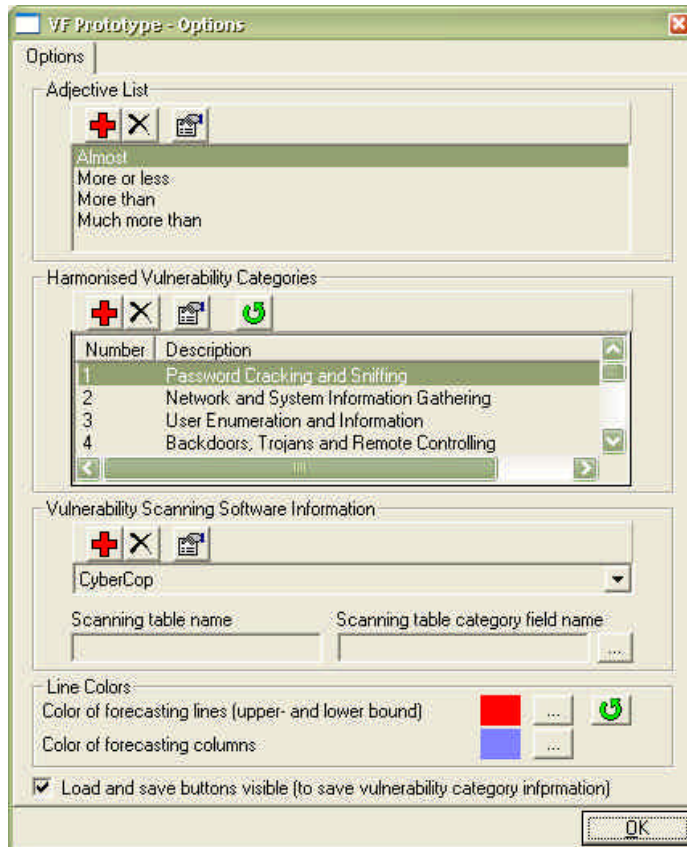 VF Prototype - Options
Options
Adjective List
Almost
More or less
More than
Much more than
Harmonised Vulnerability Categories
Number Description
1 Password Cracking and Sniffing
2 Network and System Information Gathering
3 User Enumeration and Information
4 Backdoors, Trojans and Remote Controlling
Vulnerability Scanning Software Information
CyberCop
Scanning table name Scanning table category field name
...
Line Colors
Color of forecasting lines (upper- and lower bound) ...
Color of forecasting columns ...
Load and save buttons visible (to save vulnerability category infprmation)
OK